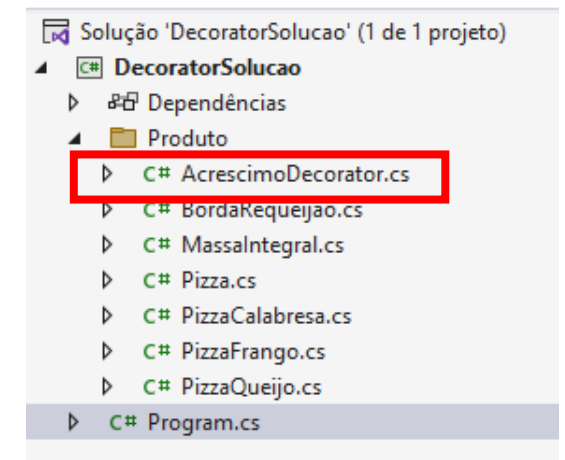 Solução 'DecoratorSolucao' (1 de 1 projeto)
C# DecoratorSolucao
Dependências
Produto
C# AcrescimoDecorator.cs
C# BordaRequeijao.cs
C# MassaIntegral.cs
C# Pizza.cs
C# PizzaCalabresa.cs
C# PizzaFrango.cs
C# PizzaQueijo.cs
C# Program.cs